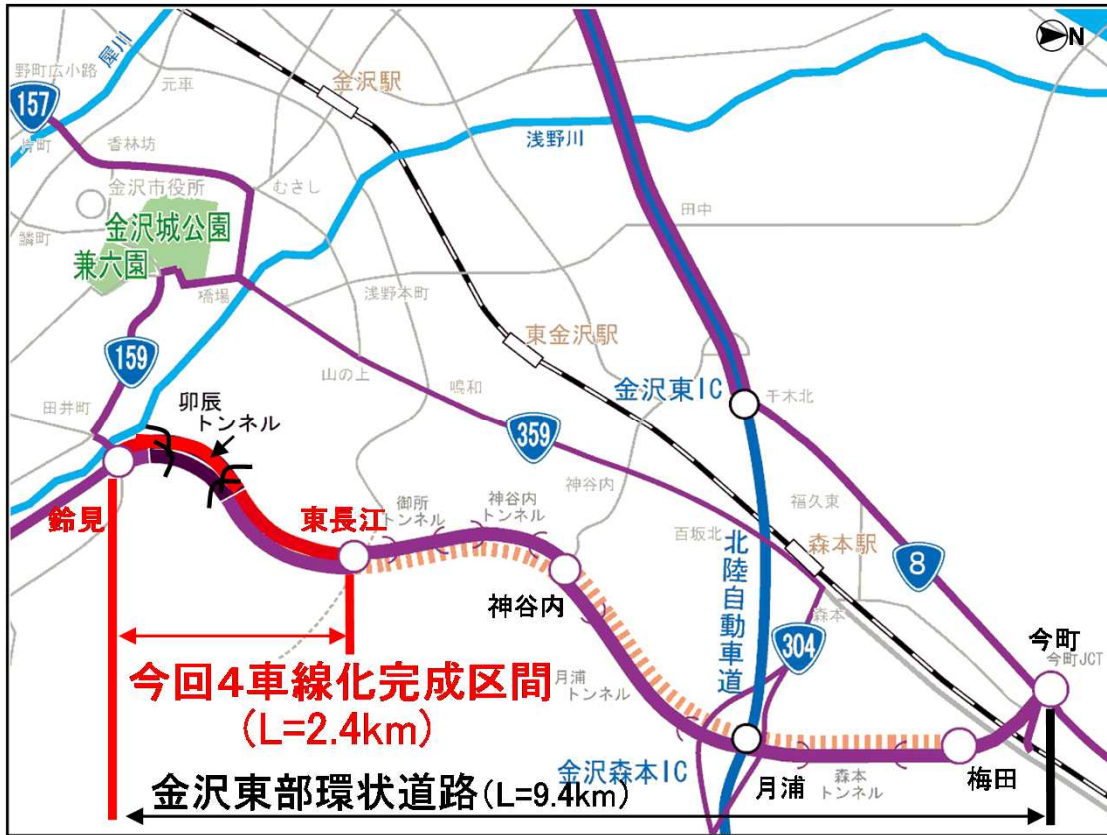 N
犀川
野町広小路
元車
金沢駅
157
片町
香林坊
浅野川
金沢市役所
むさし
田中
鱗町
金沢城公園
兼六園
橋場
浅野本町
東金沢駅
159
山の上
鳴和
金沢東IC
千木北
田井町
卯辰
トンネル
359
神谷内
福久東
鈴見
東長江
御所
トンネル
神谷内
トンネル
百坂北
森本駅
北陸自動車道
8
神谷内
304
森本
今町
今町JCT
今回4車線化完成区間
(L=2.4km)
月浦
トンネル
金沢森本IC
月浦
森本
トンネル
梅田
金沢東部環状道路(L=9.4km)